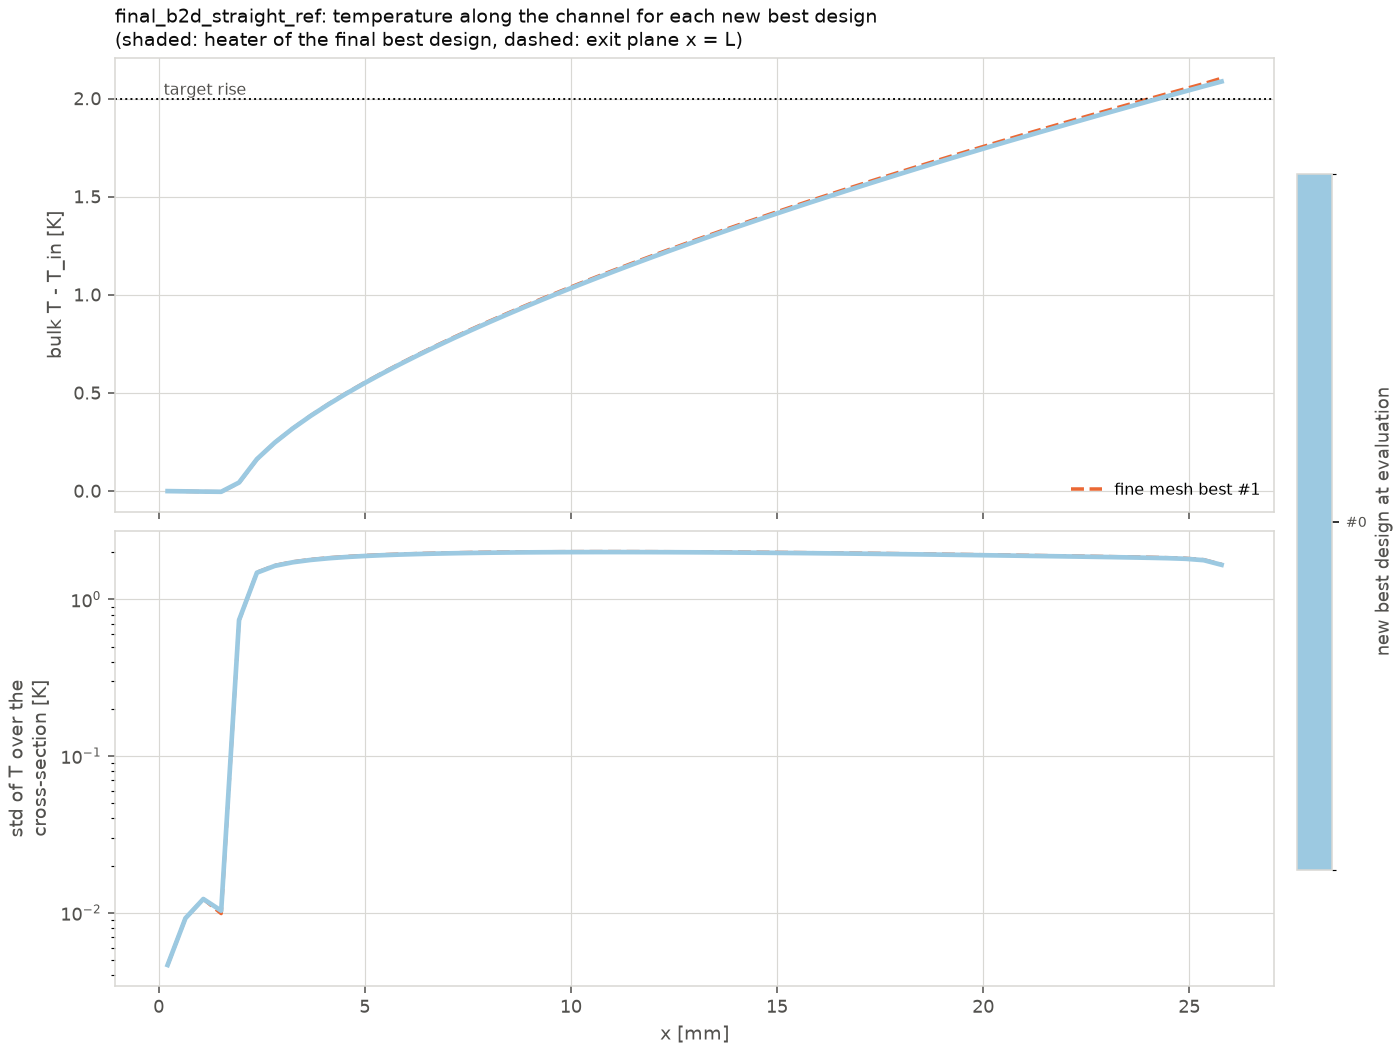 final_b2d_straight_ref: temperature along the channel for each new best design
(shaded: heater of the final best design, dashed: exit plane x = L)
target rise
2.0
1.5
1.0
0.5
0.0
bulk T - T_in [K]
fine mesh best #1
10⁰
10⁻¹
10⁻²
std of T over the
cross-section [K]
0 5 10 15 20 25
x [mm]
#0
new best design at evaluation